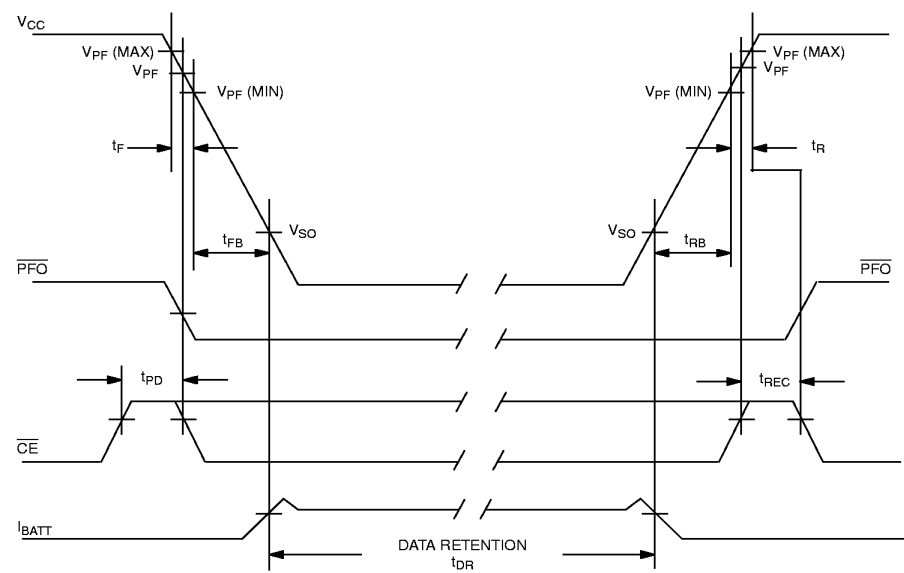 VCC
VPF (MAX)
VPF
VPF (MIN)
tF
tFB
VSO
VPF (MAX)
VPF
VPF (MIN)
tR
VSO
tRB
PFO
PFO
tPD
tREC
CE
IBATT
DATA RETENTION
tDR